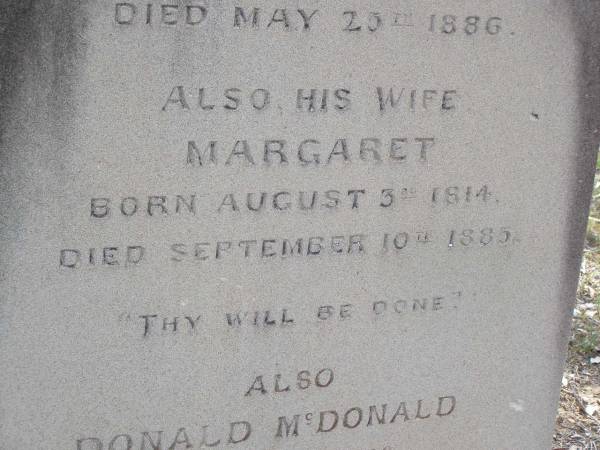 DIED MAY 25TH 1886.
ALSO, HIS WIFE
MARGARET
BORN AUGUST 3RD 1814.
DIED SEPTEMBER 10TH 1885.
"THY WILL BE DONE."
ALSO
DONALD McDONALD